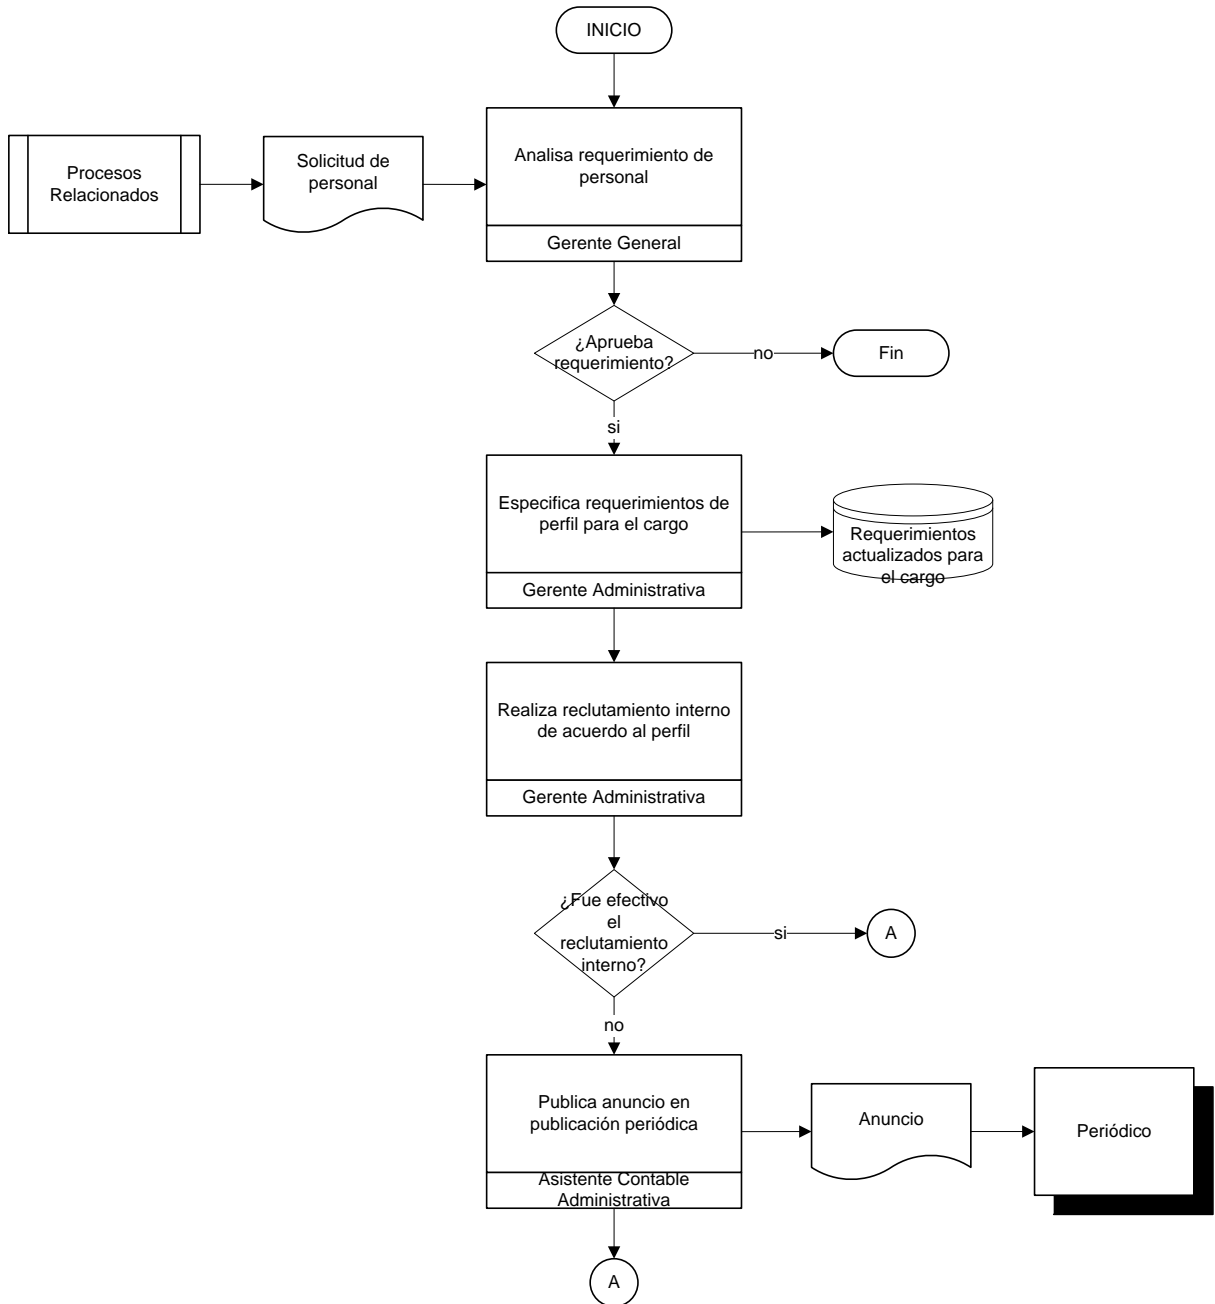 INICIO
Procesos
Relacionados
Solicitud de
personal
Analisa requerimiento de
personal
Gerente General
¿Aprueba
requerimiento?
no
Fin
si
Especifica requerimientos de
perfil para el cargo
Gerente Administrativa
Requerimientos
actualizados para
el cargo
Realiza reclutamiento interno
de acuerdo al perfil
Gerente Administrativa
¿Fue efectivo
el
reclutamiento
interno?
si
A
no
Publica anuncio en
publicación periódica
Asistente Contable
Administrativa
Anuncio
Periódico
A